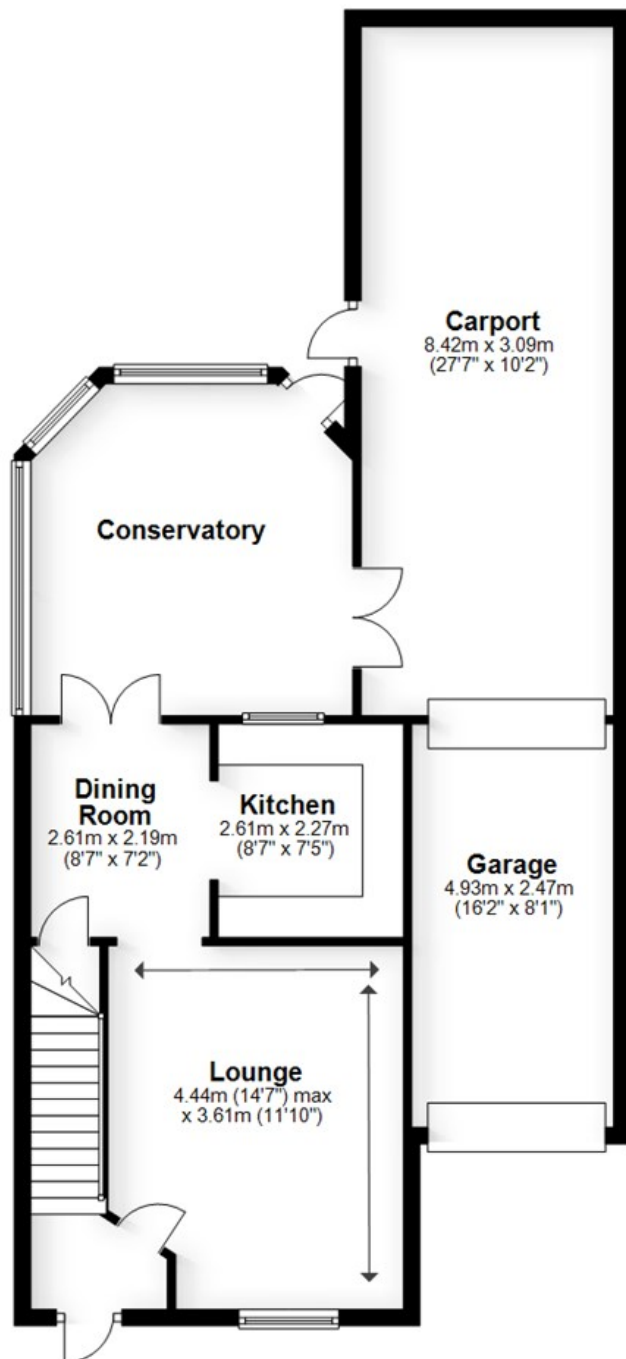 Carport
8.42m x 3.09m
(27'7" x 10'2")
Conservatory
Dining
Room
2.61m x 2.19m
(8'7" x 7'2")
Kitchen
2.61m x 2.27m
(8'7" x 7'5")
Garage
4.93m x 2.47m
(16'2" x 8'1")
Lounge
4.44m (14'7") max
x 3.61m (11'10")